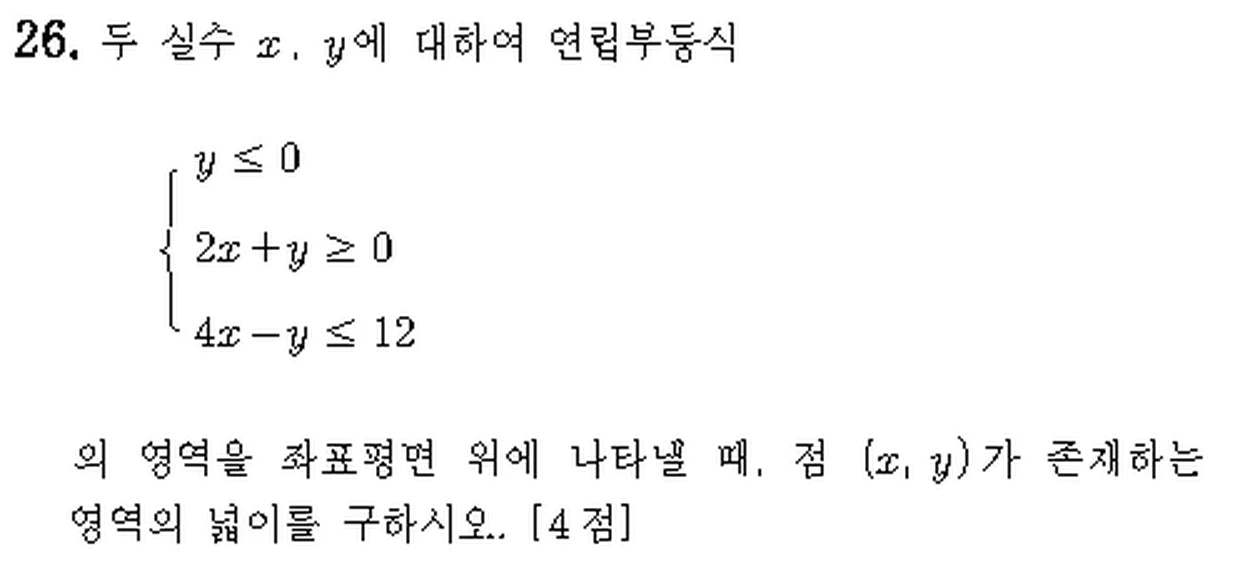 26. 두 실수 x, y에 대하여 연립부등식
y ≤ 0
2x+y ≥ 0
4x-y ≤ 12
의 영역을 좌표평면 위에 나타낼 때, 점 (x, y)가 존재하는
영역의 넓이를 구하시오.. [4점]